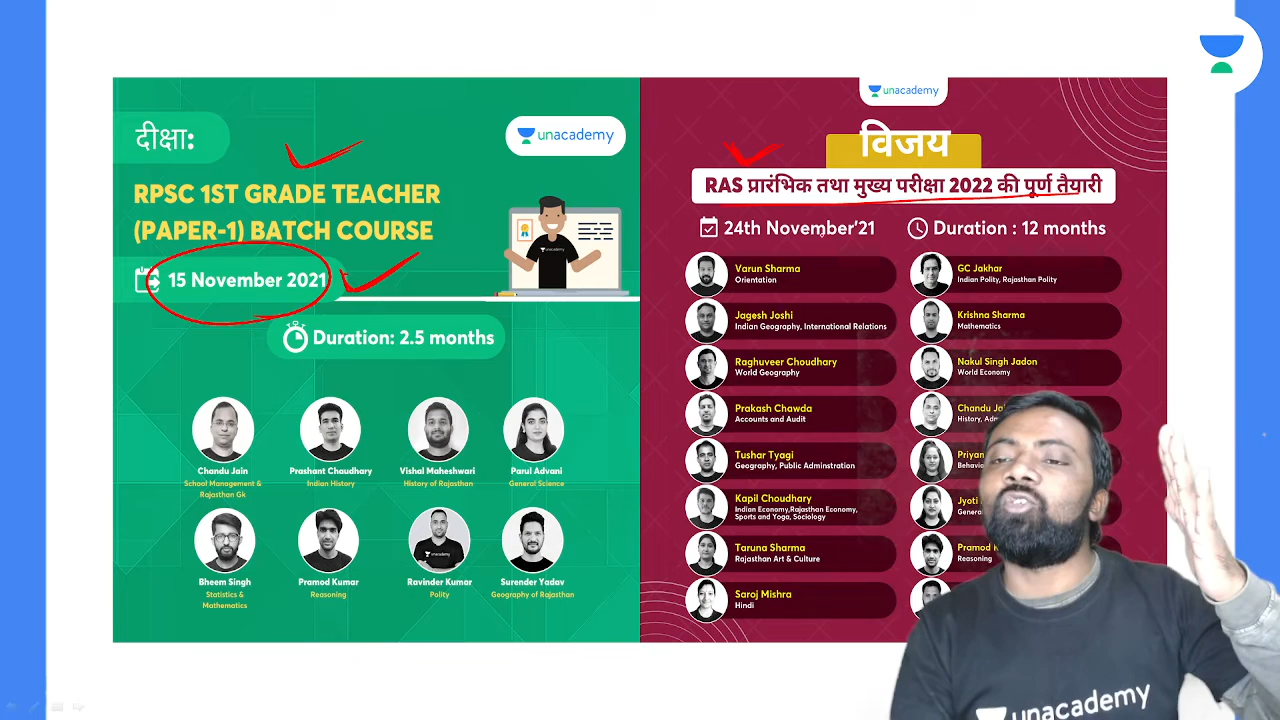 दीक्षा:
unacademy
RPSC 1ST GRADE TEACHER
(PAPER-1) BATCH COURSE
15 November 2021
Duration: 2.5 months
unacademy
Chandu Jain
School Management &
Rajasthan Gk
Prashant Chaudhary
Indian History
Vishal Maheshwari
History of Rajasthan
Parul Advani
General Science
Bheem Singh
Statistics &
Mathematics
Pramod Kumar
Reasoning
unacademy
Ravinder Kumar
Polity
Surender Yadav
Geography of Rajasthan
unacademy
विजय
RAS प्रारंभिक तथा मुख्य परीक्षा 2022 की पूर्ण तैयारी
24th November'21
Duration : 12 months
Varun Sharma
Orientation
GC Jakhar
Indian Polity, Rajasthan Polity
Jagesh Joshi
Indian Geography, International Relations
Krishna Sharma
Mathematics
Raghuveer Choudhary
World Geography
Nakul Singh Jadon
World Economy
Prakash Chawda
Accounts and Audit
Chandu
History,
Tushar Tyagi
Geography, Public Adminstration
Kapil Choudhary
Indian Economy,Rajasthan Economy,
Sports and Yoga, Sociology
Jyoti
Taruna Sharma
Rajasthan Art & Culture
Pramod
Reasoning
Saroj Mishra
Hindi
unacademy